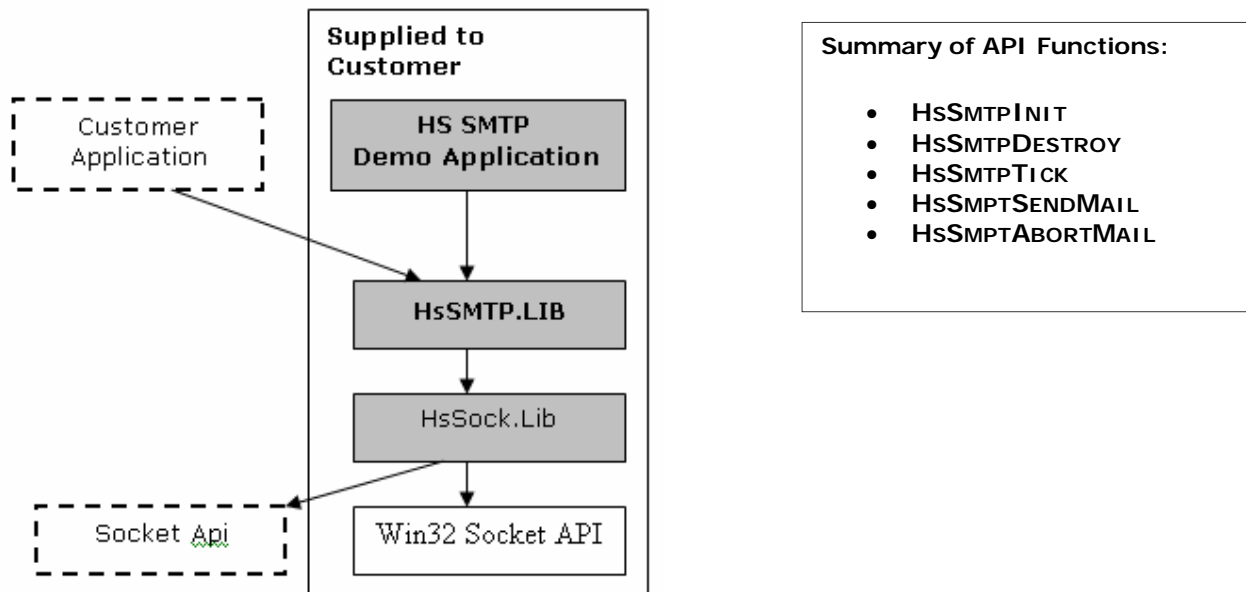 Supplied to
Customer
Customer
Application
HS SMTP
Demo Application
HsSMTP.LIB
HsSock.Lib
Socket Api
Win32 Socket API
Summary of API Functions:
• HSSMTPINIT
• HSSMTPDESTROY
• HSSMTPTICK
• HSSMPTSENDMAIL
• HSSMPTABORTMAIL